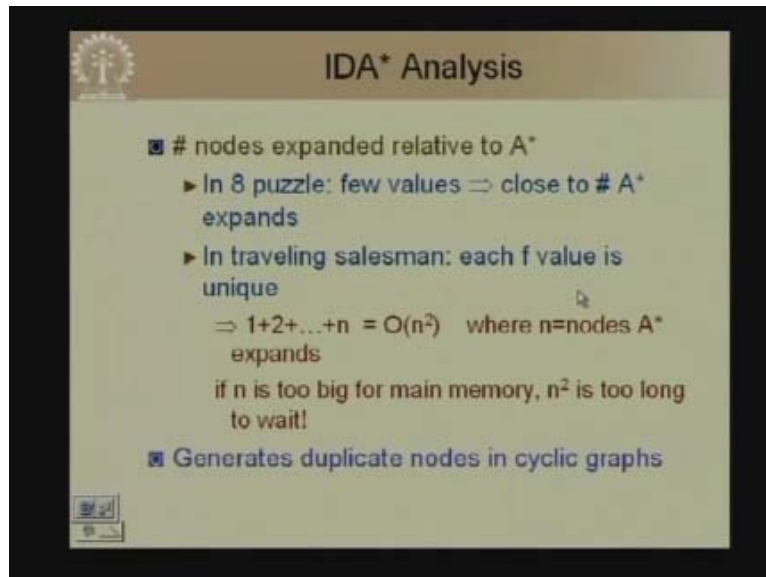 IDA* Analysis
# nodes expanded relative to A*
In 8 puzzle: few values ⇒ close to # A*
expands
In traveling salesman: each f value is
unique
⇒ 1+2+…+n = O(n²) where n=nodes A*
expands
if n is too big for main memory, n² is too long
to wait!
Generates duplicate nodes in cyclic graphs